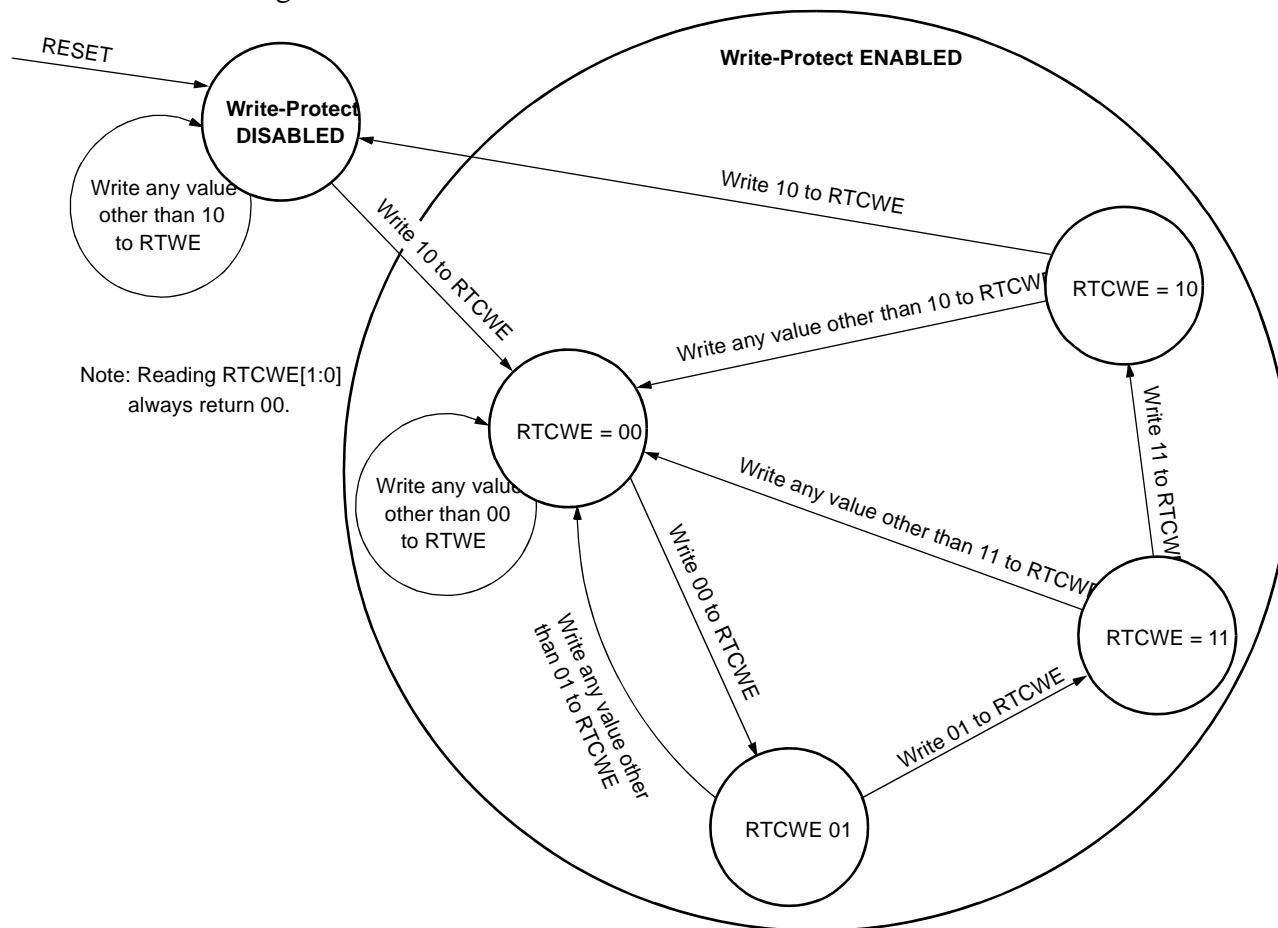 RESET
Write-Protect ENABLED
Write-Protect
DISABLED
Write any value
other than 10
to RTWE
Write 10 to RTCWE
Write 10 to RTCWE
RTCWE = 10
Write any value other than 10 to RTCWE
Note: Reading RTCWE[1:0]
always return 00.
RTCWE = 00
Write any value
other than 00
to RTWE
Write any value other than 11 to RTCWE
Write 11 to RTCWE
Write 00 to RTCWE
Write any value other
than 01 to RTCWE
RTCWE = 11
Write 01 to RTCWE
RTCWE 01